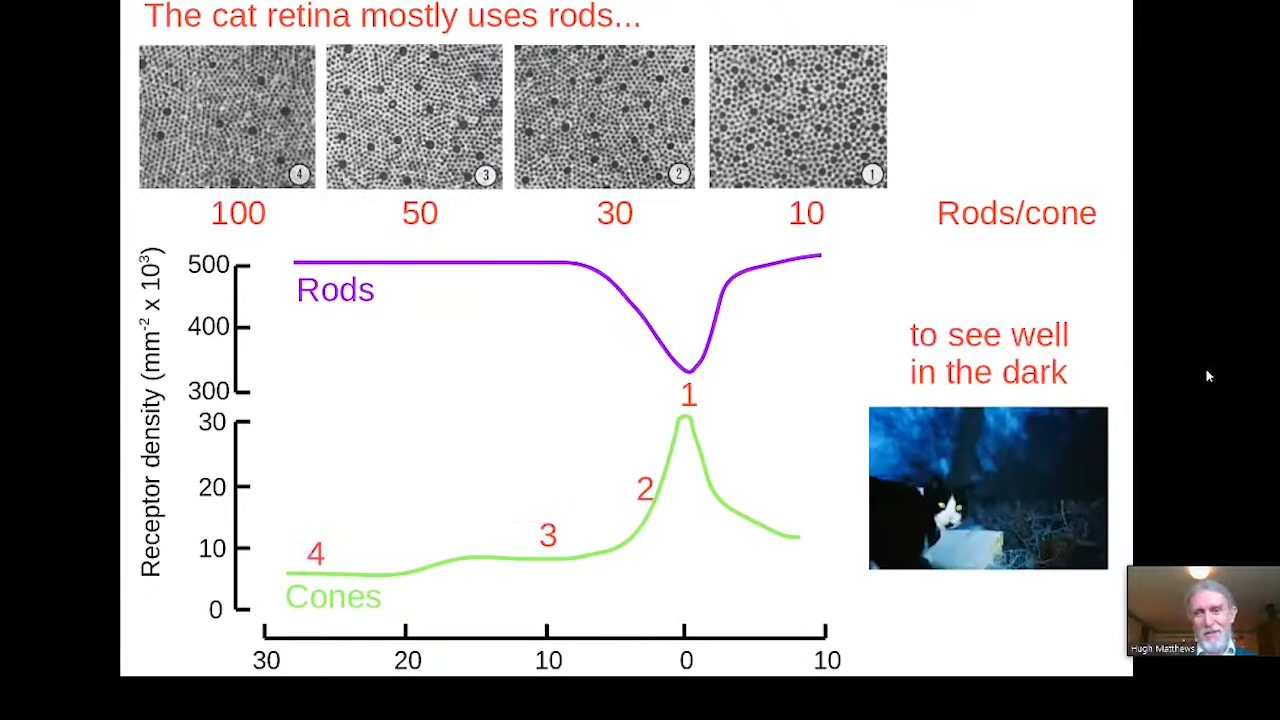 The cat retina mostly uses rods...
4
3
2
1
100 50 30 10 Rods/cone
Receptor density (mm⁻² x 10³)
500
400
300
30
20
10
0
Rods
1
2
3
4
Cones
30 20 10 0 10
to see well
in the dark
Hugh Matthews